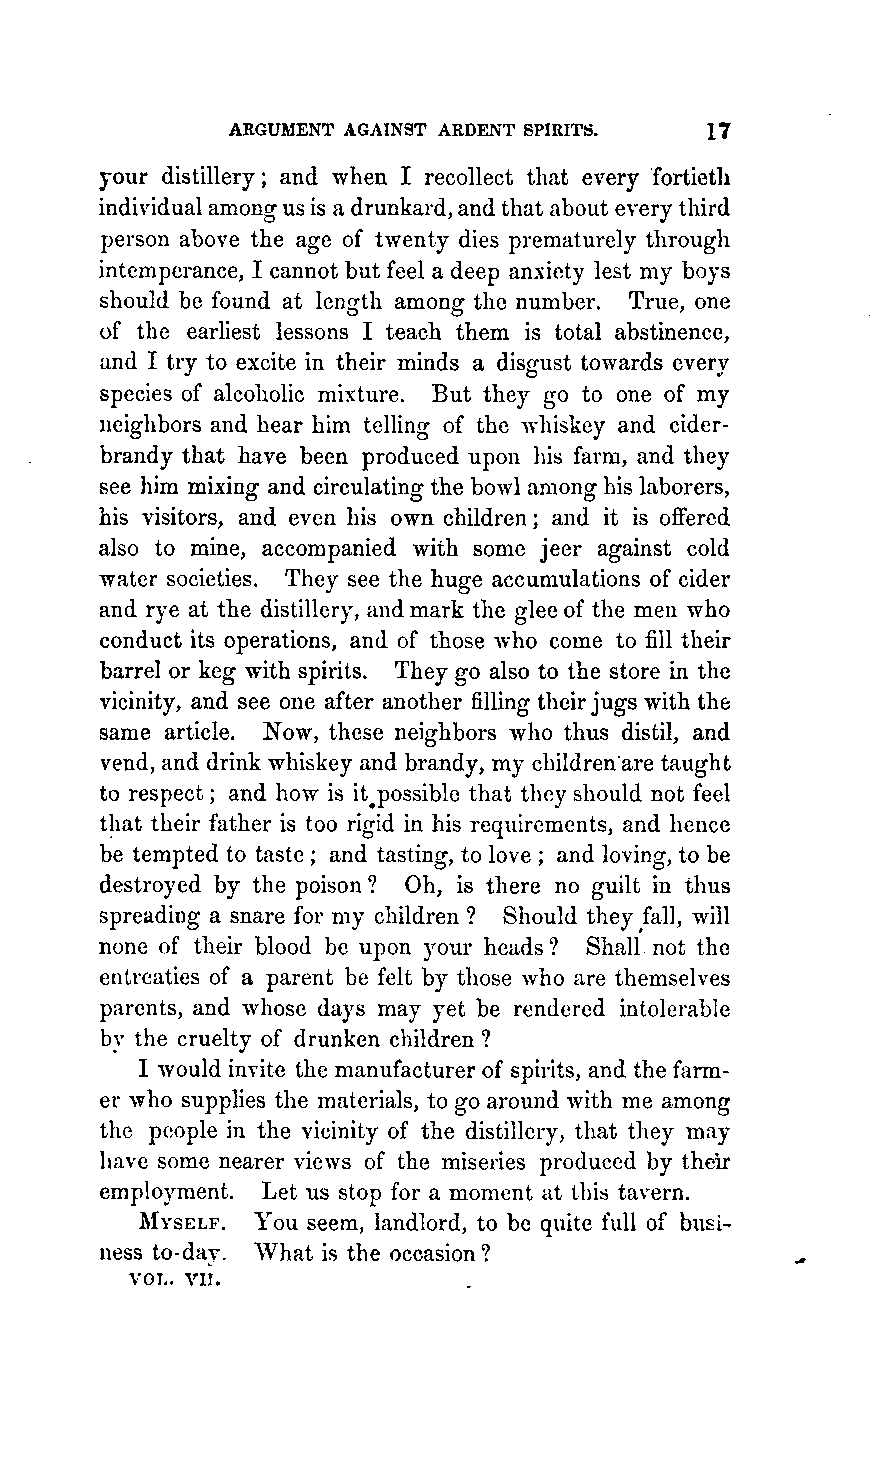 ARGUMENT AGAINST ARDENT SPIRITS. 17
your distillery; and when I recollect that every fortieth
individual among us is a drunkard, and that about every third
person above the age of twenty dies prematurely through
intemperance, I cannot but feel a deep anxiety lest my boys
should be found at length among the number. True, one
of the earliest lessons I teach them is total abstinence,
and I try to excite in their minds a disgust towards every
species of alcoholic mixture. But they go to one of my
neighbors and hear him telling of the whiskey and cider-
brandy that have been produced upon his farm, and they
see him mixing and circulating the bowl among his laborers,
his visitors, and even his own children; and it is offered
also to mine, accompanied with some jeer against cold
water societies. They see the huge accumulations of cider
and rye at the distillery, and mark the glee of the men who
conduct its operations, and of those who come to fill their
barrel or keg with spirits. They go also to the store in the
vicinity, and see one after another filling their jugs with the
same article. Now, these neighbors who thus distil, and
vend, and drink whiskey and brandy, my children are taught
to respect; and how is it possible that they should not feel
that their father is too rigid in his requirements, and hence
be tempted to taste; and tasting, to love; and loving, to be
destroyed by the poison? Oh, is there no guilt in thus
spreading a snare for my children? Should they fall, will
none of their blood be upon your heads? Shall not the
entreaties of a parent be felt by those who are themselves
parents, and whose days may yet be rendered intolerable
by the cruelty of drunken children?
I would invite the manufacturer of spirits, and the farm-
er who supplies the materials, to go around with me among
the people in the vicinity of the distillery, that they may
have some nearer views of the miseries produced by their
employment. Let us stop for a moment at this tavern.
MYSELF. You seem, landlord, to be quite full of busi-
ness to-day. What is the occasion?
VOL. VII.